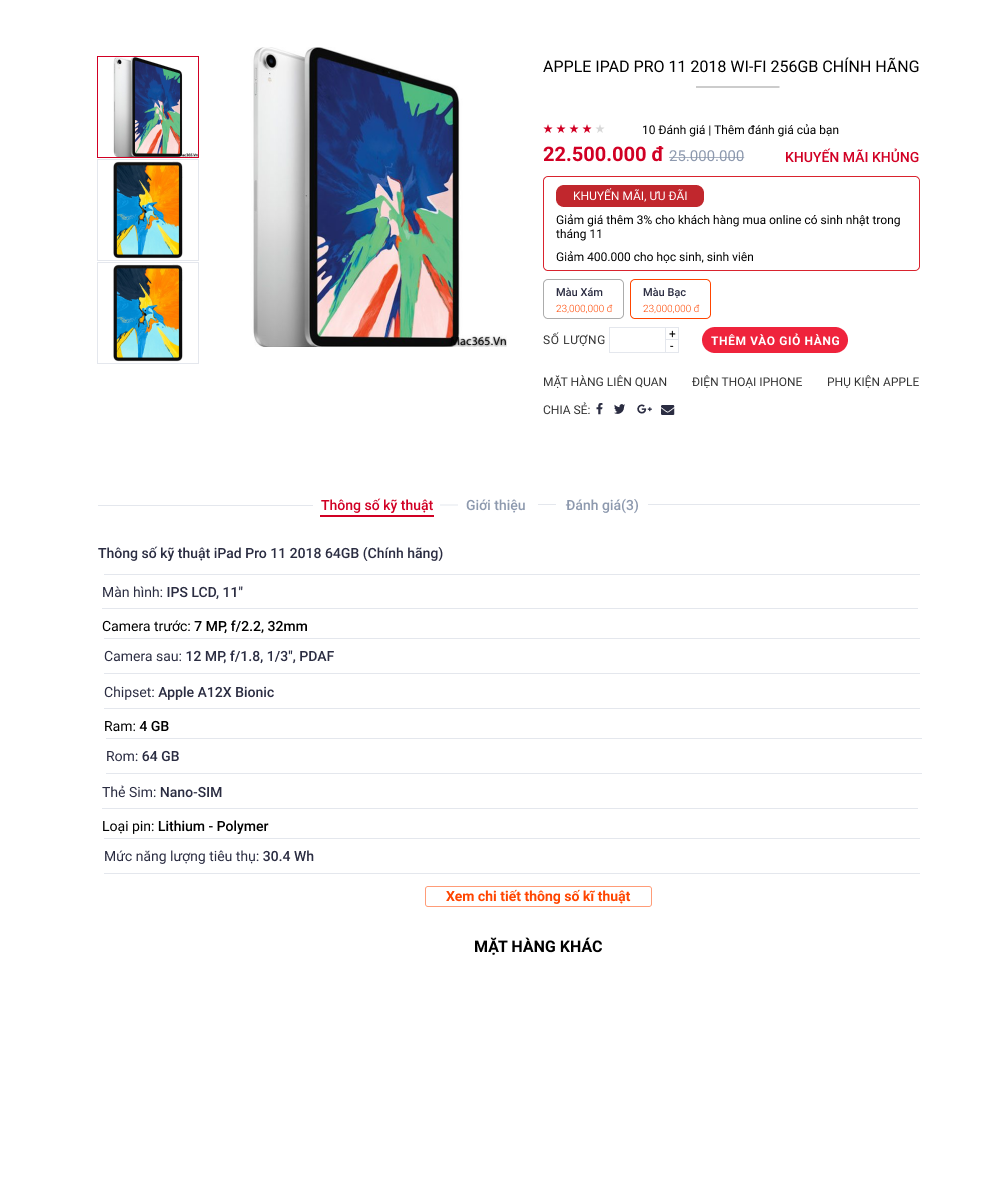 APPLE IPAD PRO 11 2018 WI-FI 256GB CHÍNH HÃNG
10 Đánh giá | Thêm đánh giá của bạn
22.500.000 đ 25.000.000 KHUYẾN MÃI KHỦNG
KHUYẾN MÃI, ƯU ĐÃI
Giảm giá thêm 3% cho khách hàng mua online có sinh nhật trong
tháng 11
Giảm 400.000 cho học sinh, sinh viên
Màu Xám Màu Bạc
23,000,000 đ 23,000,000 đ
SỐ LƯỢNG + - THÊM VÀO GIỎ HÀNG
ac365.Vn
MẶT HÀNG LIÊN QUAN ĐIỆN THOẠI IPHONE PHỤ KIỆN APPLE
CHIA SẺ: f G+
Thông số kỹ thuật Giới thiệu Đánh giá(3)
Thông số kỹ thuật iPad Pro 11 2018 64GB (Chính hãng)
Màn hình: IPS LCD, 11"
Camera trước: 7 MP, f/2.2, 32mm
Camera sau: 12 MP, f/1.8, 1/3", PDAF
Chipset: Apple A12X Bionic
Ram: 4 GB
Rom: 64 GB
Thẻ Sim: Nano-SIM
Loại pin: Lithium - Polymer
Mức năng lượng tiêu thụ: 30.4 Wh
Xem chi tiết thông số kĩ thuật
MẶT HÀNG KHÁC